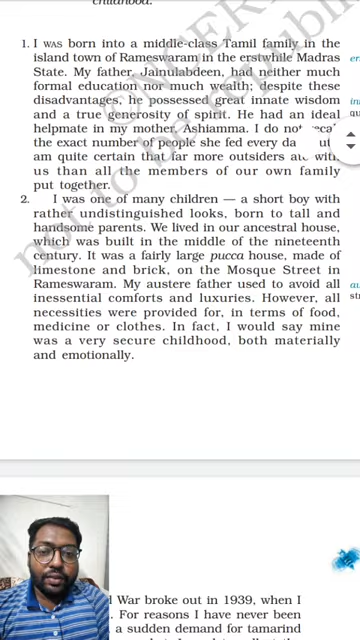 childhood.
1. I WAS born into a middle-class Tamil family in the
island town of Rameswaram in the erstwhile Madras
State. My father, Jainulabdeen, had neither much
formal education nor much wealth; despite these
disadvantages, he possessed great innate wisdom
and a true generosity of spirit. He had an ideal
helpmate in my mother, Ashiamma. I do not
the exact number of people she fed every
am quite certain that far more outsiders ate with
us than all the members of our own family
put together.
2. I was one of many children — a short boy with
rather undistinguished looks, born to tall and
handsome parents. We lived in our ancestral house,
which was built in the middle of the nineteenth
century. It was a fairly large pucca house, made of
limestone and brick, on the Mosque Street in
Rameswaram. My austere father used to avoid all
inessential comforts and luxuries. However, all
necessities were provided for, in terms of food,
medicine or clothes. In fact, I would say mine
was a very secure childhood, both materially
and emotionally.
not to be
War broke out in 1939, when I
. For reasons I have never been
a sudden demand for tamarind